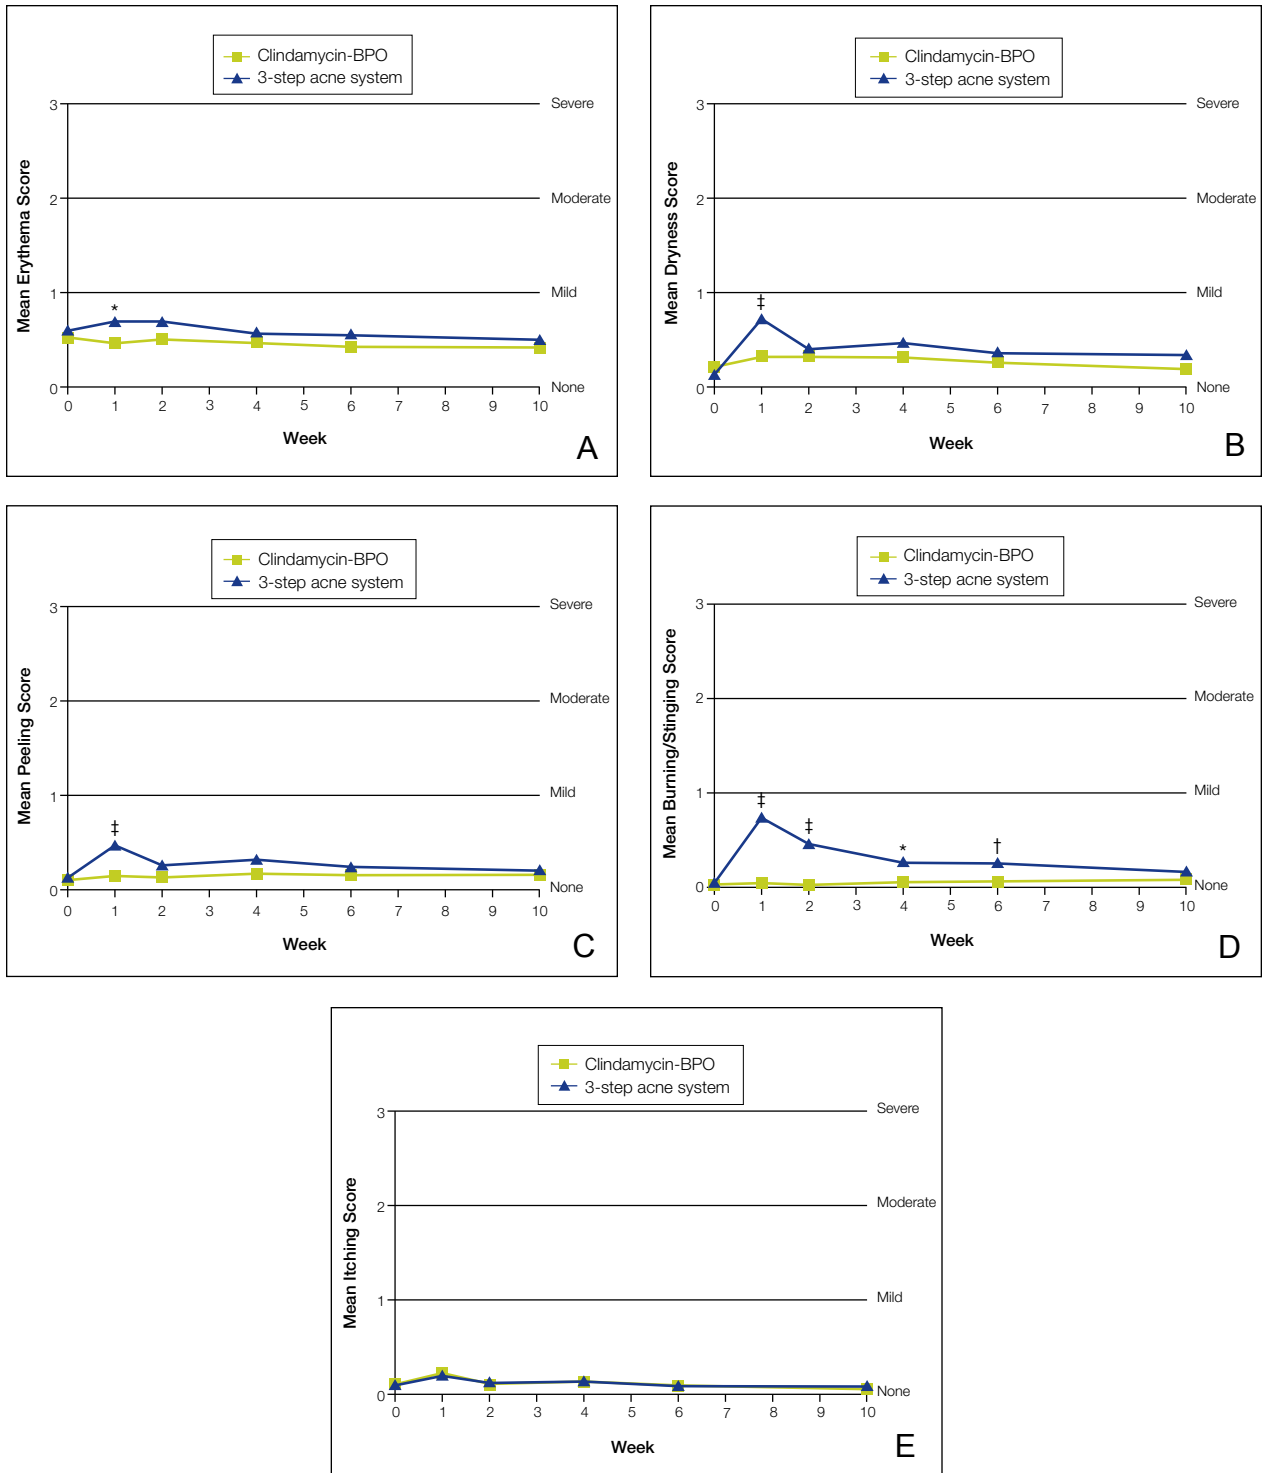 Clindamycin-BPO
3-step acne system
Mean Erythema Score
3
2
1
0
Severe
Moderate
Mild
None
*
0 1 2 3 4 5 6 7 8 9 10
Week
A
Clindamycin-BPO
3-step acne system
Mean Dryness Score
3
2
1
0
Severe
Moderate
Mild
None
‡
0 1 2 3 4 5 6 7 8 9 10
Week
B
Clindamycin-BPO
3-step acne system
Mean Peeling Score
3
2
1
0
Severe
Moderate
Mild
None
‡
0 1 2 3 4 5 6 7 8 9 10
Week
C
Clindamycin-BPO
3-step acne system
Mean Burning/Stinging Score
3
2
1
0
Severe
Moderate
Mild
None
‡ ‡ * †
0 1 2 3 4 5 6 7 8 9 10
Week
D
Clindamycin-BPO
3-step acne system
Mean Itching Score
3
2
1
0
Severe
Moderate
Mild
None
0 1 2 3 4 5 6 7 8 9 10
Week
E